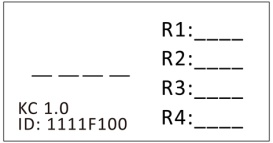 R1:____
R2:____
_ _ _ _
R3:____
KC 1.0
R4:____
ID: 1111F100